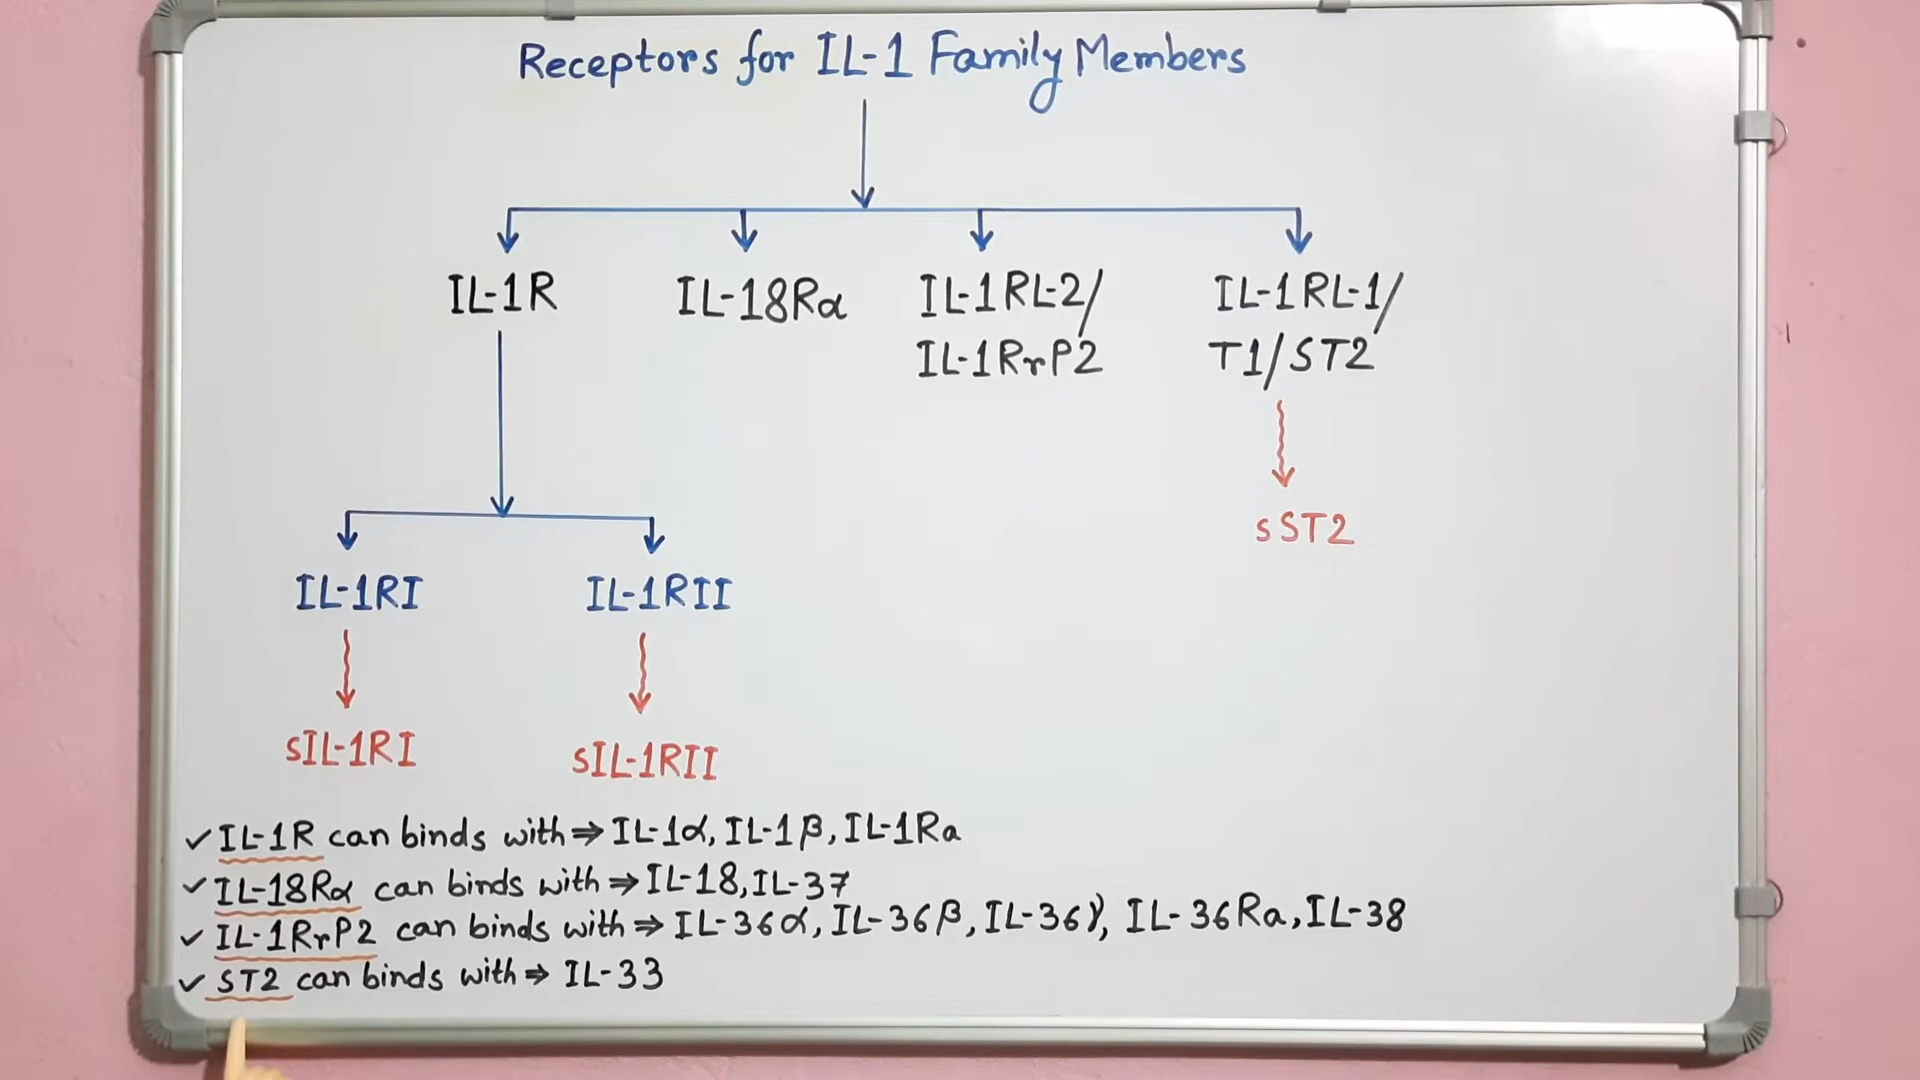 Receptors for IL-1 Family Members
IL-1R IL-18Rα IL-1RL-2/ IL-1RL-1/
IL-1RrP2 T1/ST2
sST2
IL-1RI IL-1RII
sIL-1RI sIL-1RII
✓ IL-1R can binds with ⇒ IL-1α, IL-1β, IL-1Ra
✓ IL-18Rα can binds with ⇒ IL-18, IL-37
✓ IL-1RrP2 can binds with ⇒ IL-36α, IL-36β, IL-36γ, IL-36Ra, IL-38
✓ ST2 can binds with ⇒ IL-33